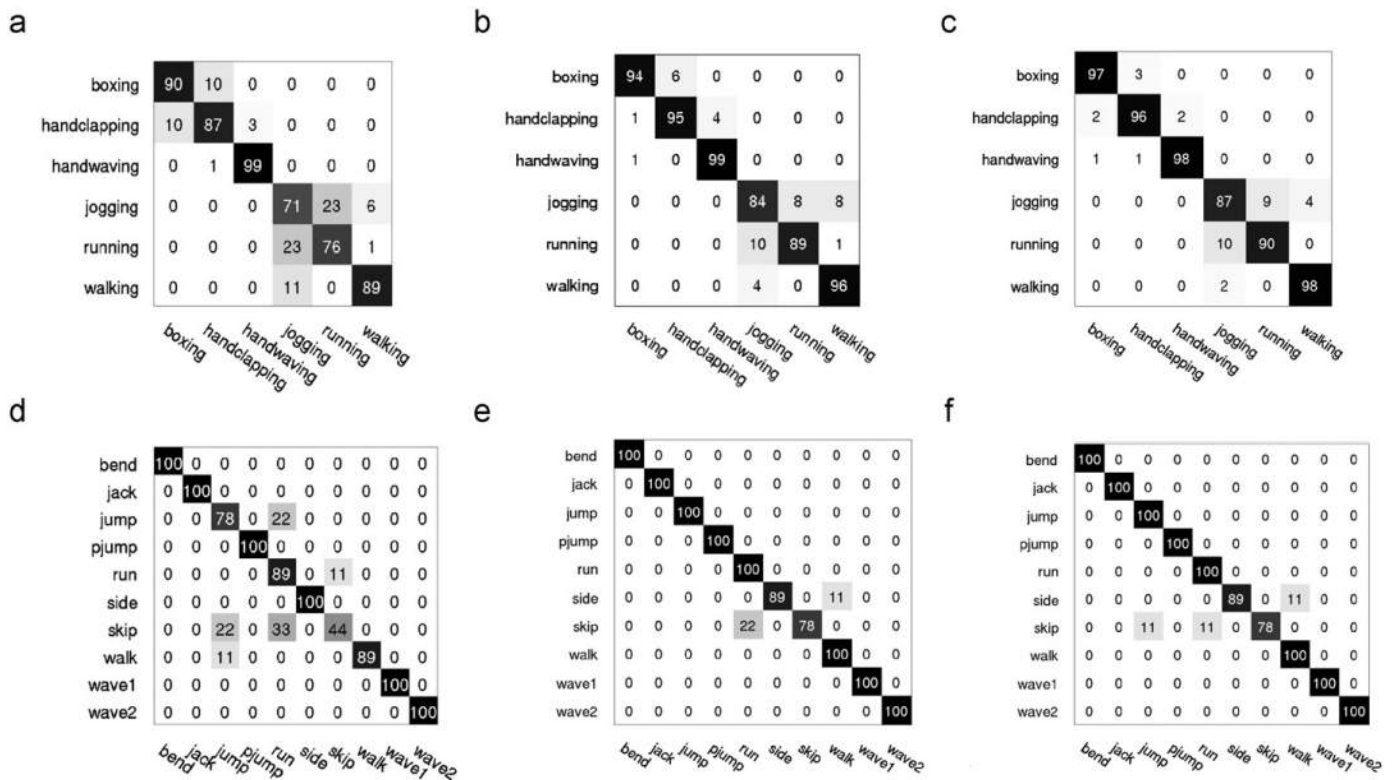 a
boxing 90 10 0 0 0 0
handclapping 10 87 3 0 0 0
handwaving 0 1 99 0 0 0
jogging 0 0 0 71 23 6
running 0 0 0 23 76 1
walking 0 0 0 11 0 89
boxing handclapping handwaving jogging running walking
b
boxing 94 6 0 0 0 0
handclapping 1 95 4 0 0 0
handwaving 1 0 99 0 0 0
jogging 0 0 0 84 8 8
running 0 0 0 10 89 1
walking 0 0 0 4 0 96
boxing handclapping handwaving jogging running walking
c
boxing 97 3 0 0 0 0
handclapping 2 96 2 0 0 0
handwaving 1 1 98 0 0 0
jogging 0 0 0 87 9 4
running 0 0 0 10 90 0
walking 0 0 0 2 0 98
boxing handclapping handwaving jogging running walking
d
bend 100 0 0 0 0 0 0 0 0 0
jack 0 100 0 0 0 0 0 0 0 0
jump 0 0 78 0 22 0 0 0 0 0
pjump 0 0 0 100 0 0 0 0 0 0
run 0 0 0 0 89 0 11 0 0 0
side 0 0 0 0 0 100 0 0 0 0
skip 0 0 22 0 33 0 44 0 0 0
walk 0 0 11 0 0 0 0 89 0 0
wave1 0 0 0 0 0 0 0 0 100 0
wave2 0 0 0 0 0 0 0 0 0 100
bend jack jump pjump run side skip walk wave1 wave2
e
bend 100 0 0 0 0 0 0 0 0 0
jack 0 100 0 0 0 0 0 0 0 0
jump 0 0 100 0 0 0 0 0 0 0
pjump 0 0 0 100 0 0 0 0 0 0
run 0 0 0 0 100 0 0 0 0 0
side 0 0 0 0 0 89 0 11 0 0
skip 0 0 0 0 22 0 78 0 0 0
walk 0 0 0 0 0 0 0 100 0 0
wave1 0 0 0 0 0 0 0 0 100 0
wave2 0 0 0 0 0 0 0 0 0 100
bend jack jump pjump run side skip walk wave1 wave2
f
bend 100 0 0 0 0 0 0 0 0 0
jack 0 100 0 0 0 0 0 0 0 0
jump 0 0 100 0 0 0 0 0 0 0
pjump 0 0 0 100 0 0 0 0 0 0
run 0 0 0 0 100 0 0 0 0 0
side 0 0 0 0 0 89 0 11 0 0
skip 0 0 11 0 11 0 78 0 0 0
walk 0 0 0 0 0 0 0 100 0 0
wave1 0 0 0 0 0 0 0 0 100 0
wave2 0 0 0 0 0 0 0 0 0 100
bend jack jump pjump run side skip walk wave1 wave2